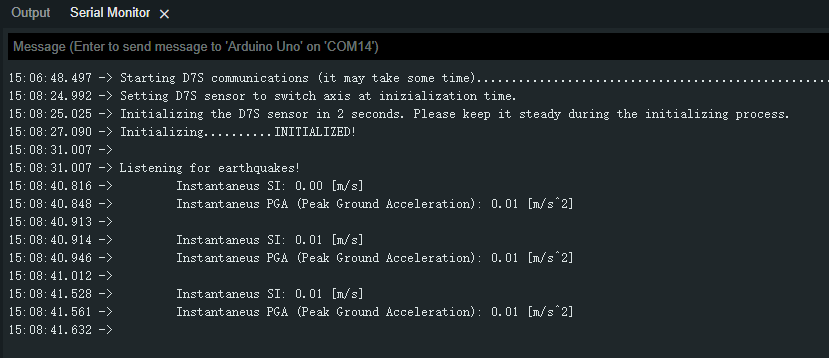 Output Serial Monitor
Message (Enter to send message to 'Arduino Uno' on 'COM14')
15:06:48.497 -> Starting D7S communications (it may take some time)...................................................
15:08:24.992 -> Setting D7S sensor to switch axis at inizialization time.
15:08:25.025 -> Initializing the D7S sensor in 2 seconds. Please keep it steady during the initializing process.
15:08:27.090 -> Initializing..........INITIALIZED!
15:08:31.007 ->
15:08:31.007 -> Listening for earthquakes!
15:08:40.816 -> Instantaneus SI: 0.00 [m/s]
15:08:40.848 -> Instantaneus PGA (Peak Ground Acceleration): 0.01 [m/s^2]
15:08:40.913 ->
15:08:40.914 -> Instantaneus SI: 0.01 [m/s]
15:08:40.946 -> Instantaneus PGA (Peak Ground Acceleration): 0.01 [m/s^2]
15:08:41.012 ->
15:08:41.528 -> Instantaneus SI: 0.01 [m/s]
15:08:41.561 -> Instantaneus PGA (Peak Ground Acceleration): 0.01 [m/s^2]
15:08:41.632 ->